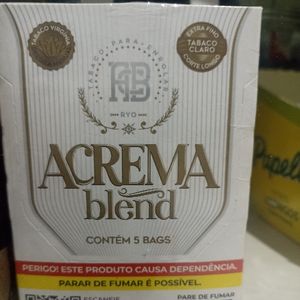 TABACO PARA ENROLAR
TABACO VIRGINIA
EXTRA FINO
TABACO
CLARO
CORTE LONGO
RYO
ACREMA
blend
CONTÉM 5 BAGS
PERIGO! ESTE PRODUTO CAUSA DEPENDÊNCIA.
PARAR DE FUMAR É POSSÍVEL.
ESCANEIE
PARE DE FUMAR